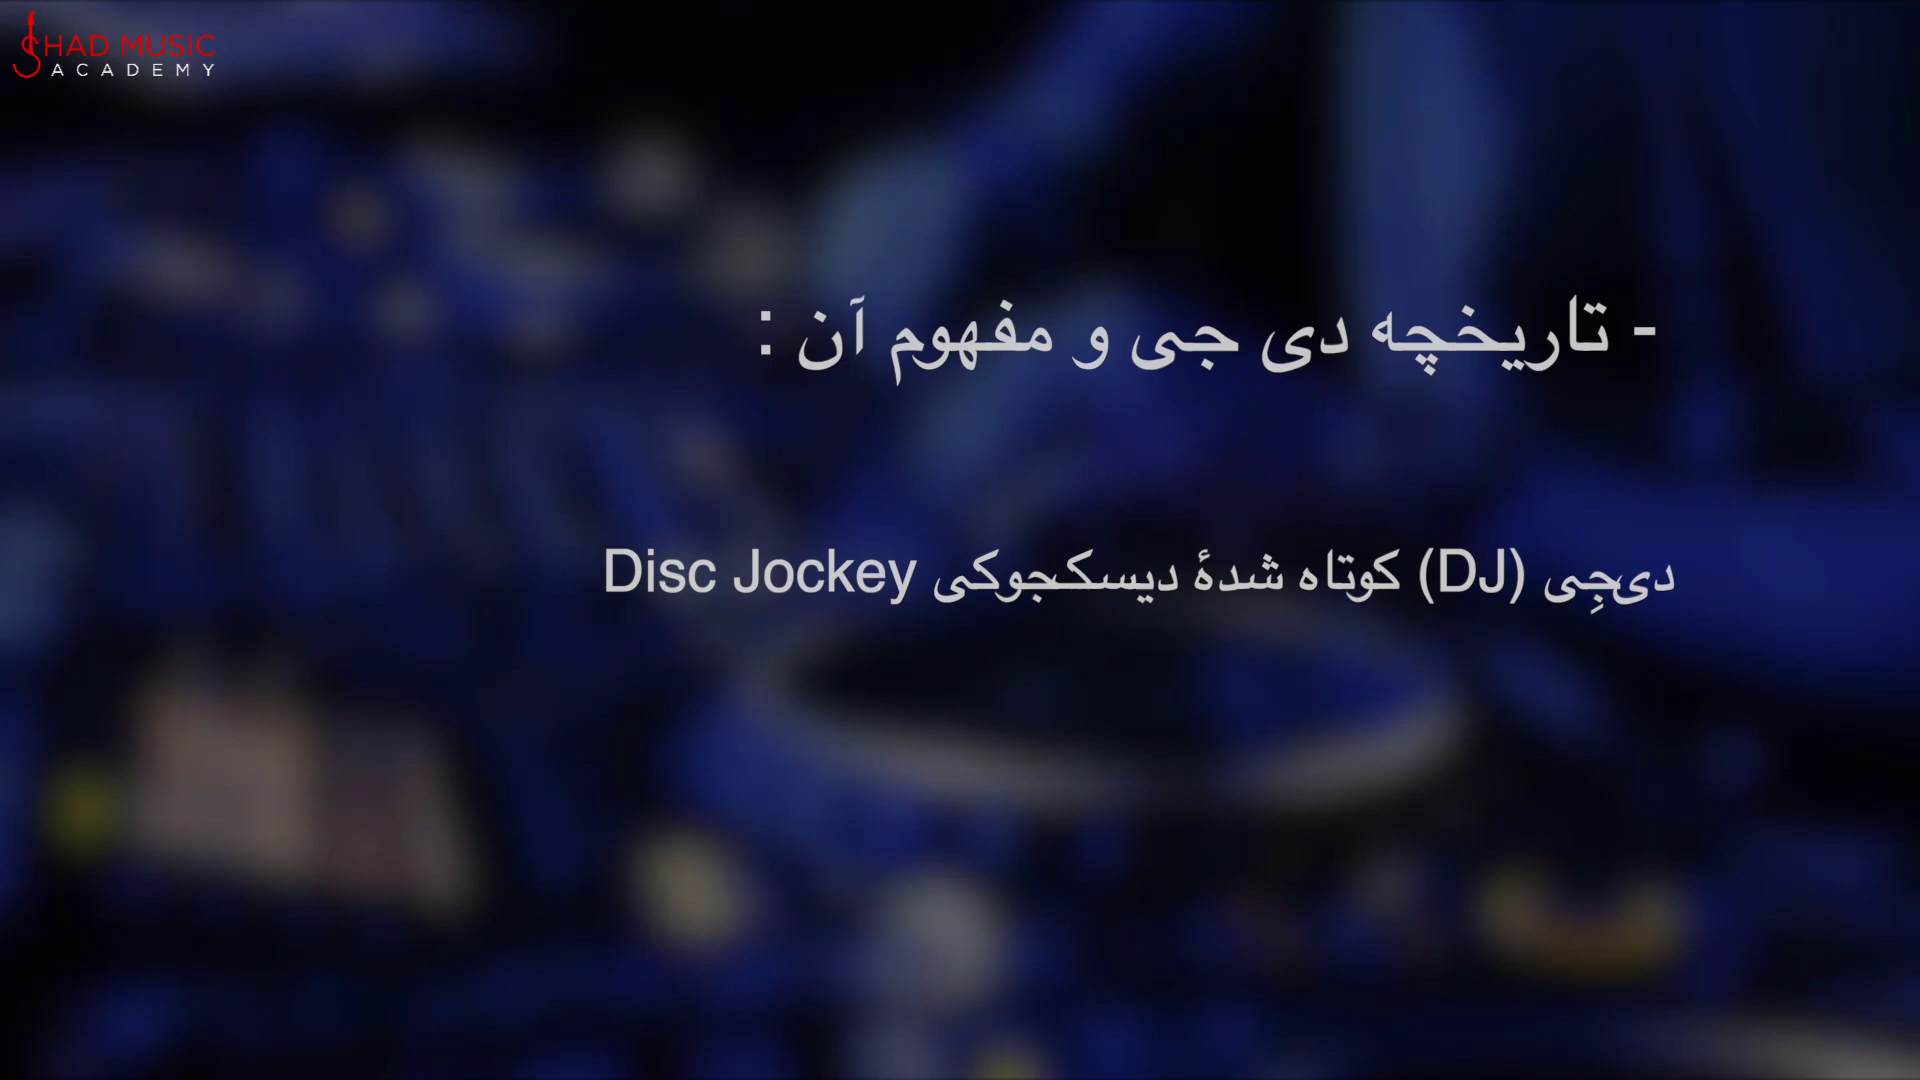 SHAD MUSIC
ACADEMY
- تاریخچه دی جی و مفهوم آن :
دی‌جِی (DJ) کوتاه شدهٔ دیسکجوکی Disc Jockey